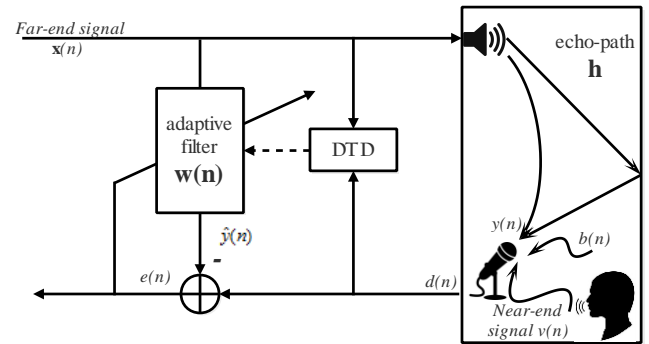 Far-end signal
x(n)
echo-path
h
adaptive
filter
w(n)
DTD
ŷ(n)
-
y(n)
b(n)
e(n)
d(n)
Near-end
signal v(n)